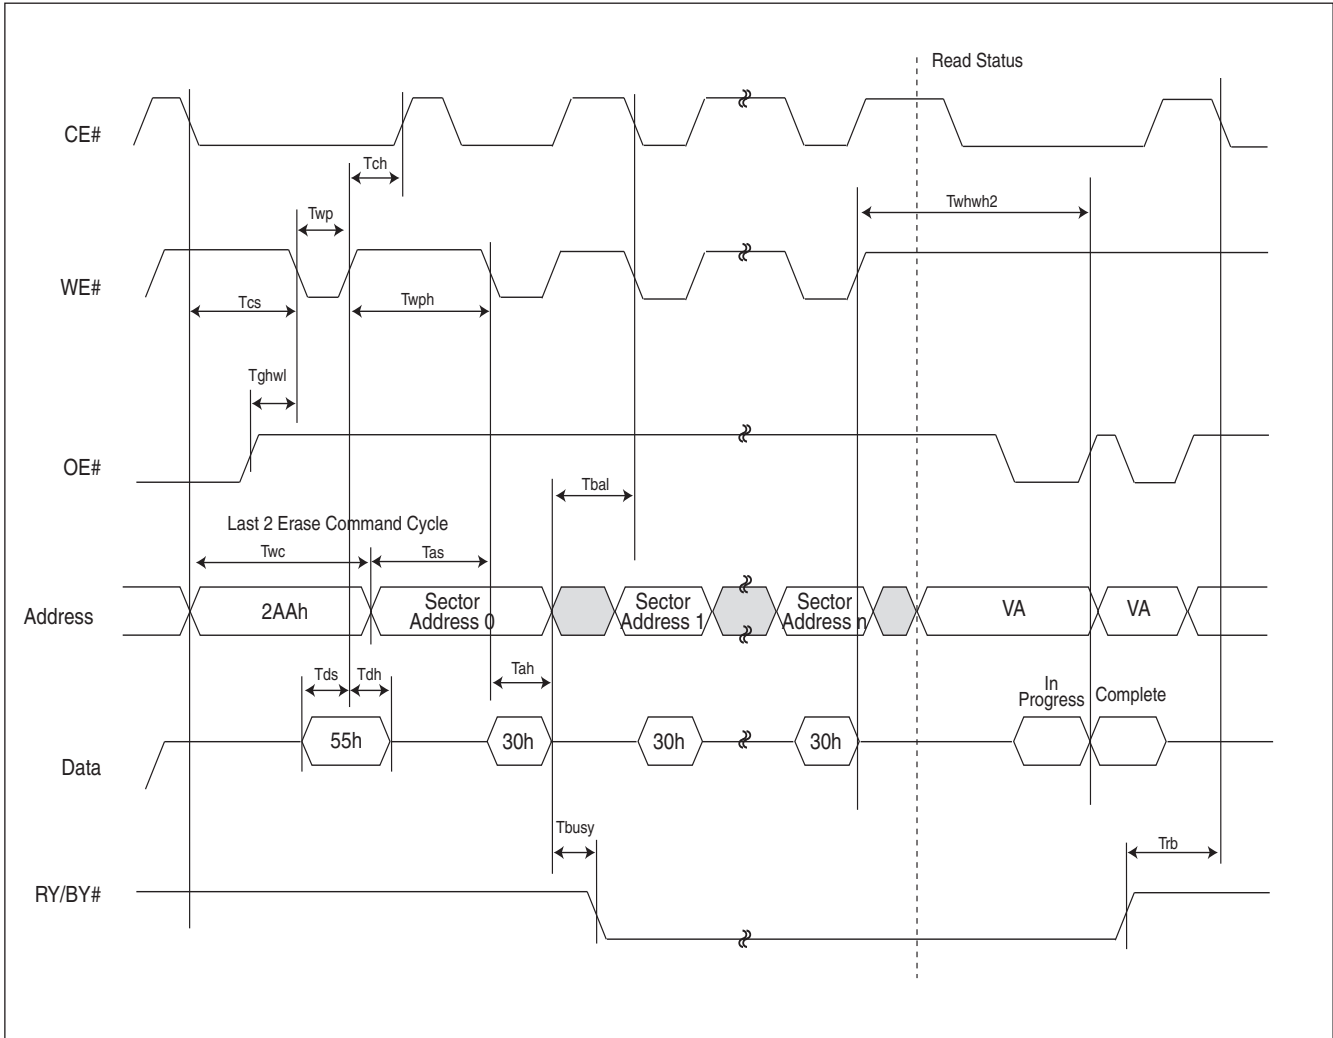 Read Status
CE#
Tch
Twhwh2
Twp
WE#
Tcs
Twph
Tghwl
OE#
Tbal
Last 2 Erase Command Cycle
Twc
Tas
Address
2AAh
Sector
Address 0
Sector
Address 1
Sector
Address n
VA
VA
Tds
Tdh
Tah
In
Progress
Complete
Data
55h
30h
30h
30h
Tbusy
Trb
RY/BY#